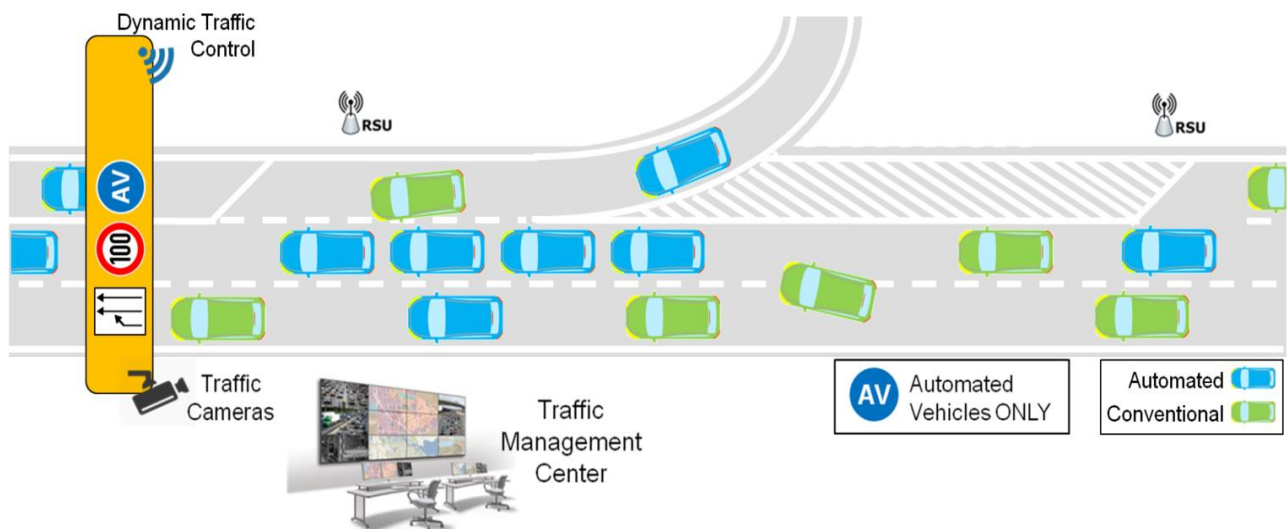 Dynamic Traffic
Control
RSU
RSU
AV
100
Traffic
Cameras
Traffic
Management
Center
AV
Automated
Vehicles ONLY
Automated
Conventional